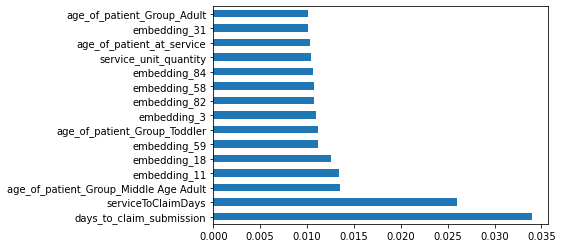 age_of_patient_Group_Adult
embedding_31
age_of_patient_at_service
service_unit_quantity
embedding_84
embedding_58
embedding_82
embedding_3
age_of_patient_Group_Toddler
embedding_59
embedding_18
embedding_11
age_of_patient_Group_Middle Age Adult
serviceToClaimDays
days_to_claim_submission
0.000 0.005 0.010 0.015 0.020 0.025 0.030 0.035